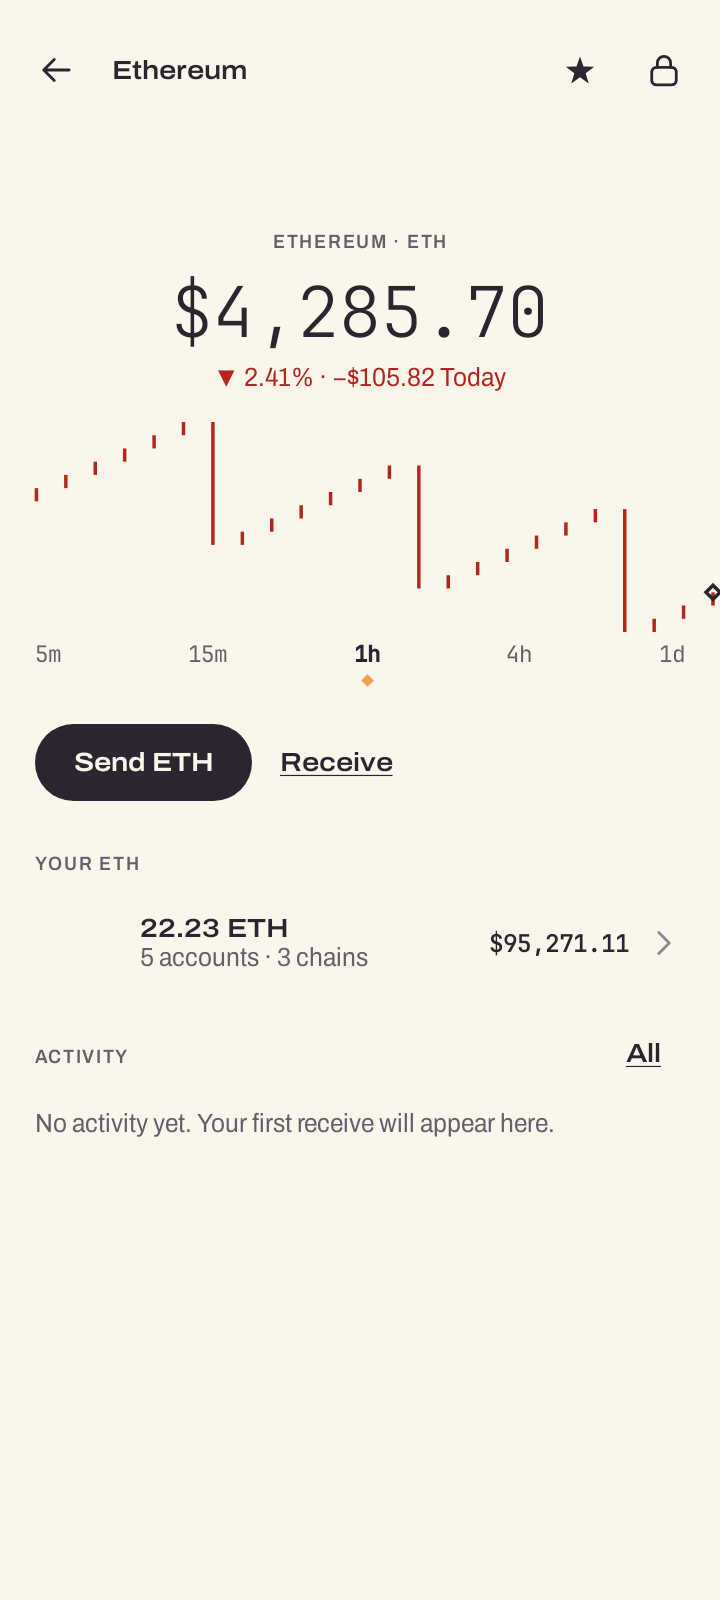 Ethereum
ETHEREUM · ETH
$4,285.70
▼ 2.41% · −$105.82 Today
5m 15m 1h 4h 1d
Send ETH Receive
YOUR ETH
22.23 ETH
5 accounts · 3 chains
$95,271.11
ACTIVITY All
No activity yet. Your first receive will appear here.